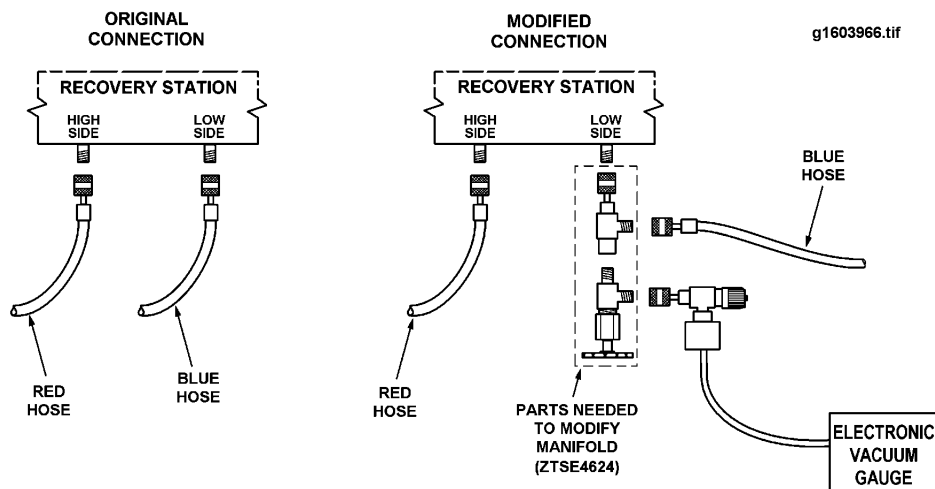 ORIGINAL
CONNECTION
RECOVERY STATION
HIGH
SIDE
LOW
SIDE
RED
HOSE
BLUE
HOSE
MODIFIED
CONNECTION
g1603966.tif
RECOVERY STATION
HIGH
SIDE
LOW
SIDE
BLUE
HOSE
RED
HOSE
PARTS NEEDED
TO MODIFY
MANIFOLD
(ZTSE4624)
ELECTRONIC
VACUUM
GAUGE